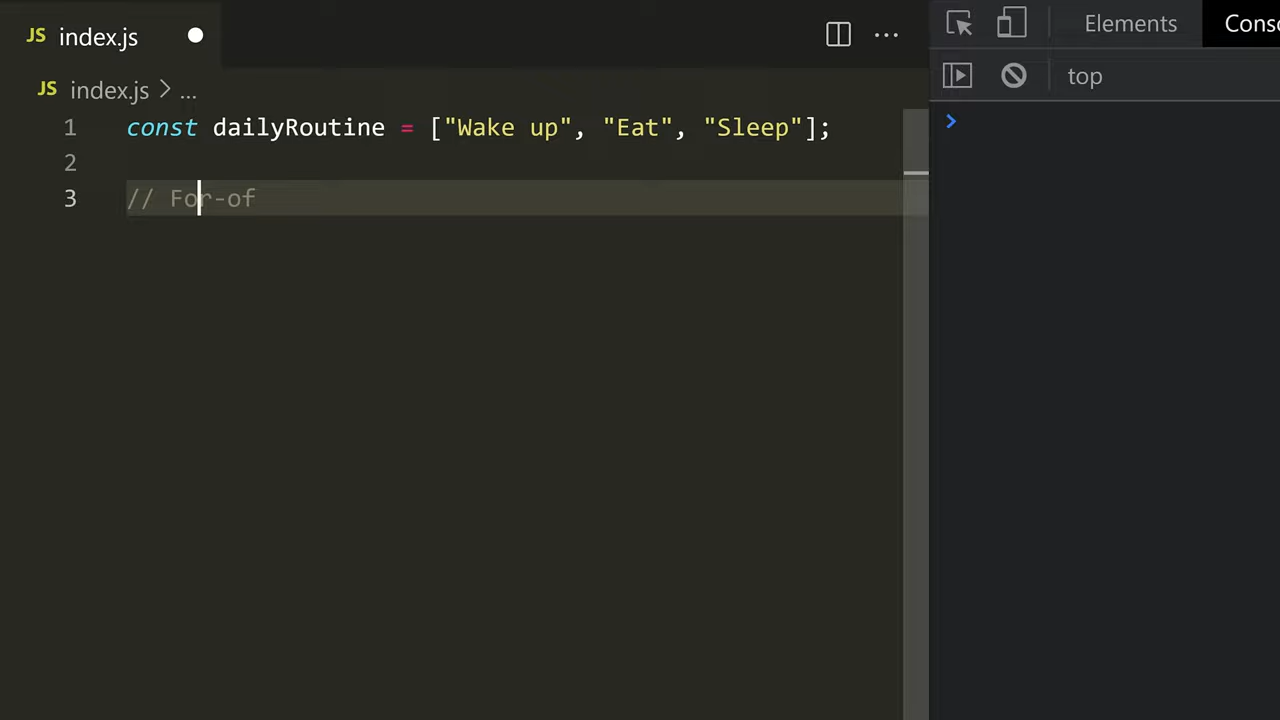 JS index.js
Elements
JS index.js > ...
top
1 const dailyRoutine = ["Wake up", "Eat", "Sleep"];
2
3 // For-of